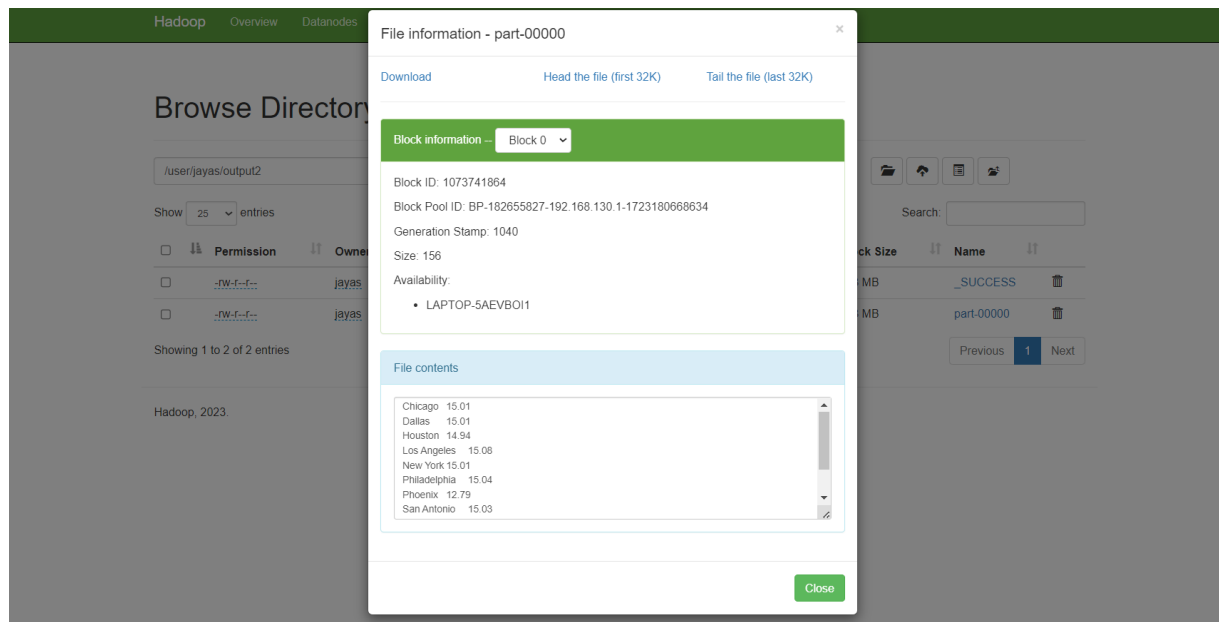 Hadoop Overview Datanodes
File information - part-00000 ×
Download Head the file (first 32K) Tail the file (last 32K)
Browse Directory
Block information -- Block 0
/user/jayas/output2
Block ID: 1073741864
Block Pool ID: BP-182655827-192.168.130.1-1723180668634
Show 25 entries Search:
Generation Stamp: 1040
Permission Size Name
Size: 156
Availability:
-rw-r--r-- jayas MB _SUCCESS
LAPTOP-5AEVBOI1
-rw-r--r-- jayas MB part-00000
Showing 1 to 2 of 2 entries Previous 1 Next
File contents
Hadoop, 2023.
Chicago 15.01
Dallas 15.01
Houston 14.94
Los Angeles 15.08
New York 15.01
Philadelphia 15.04
Phoenix 12.79
San Antonio 15.03
Close